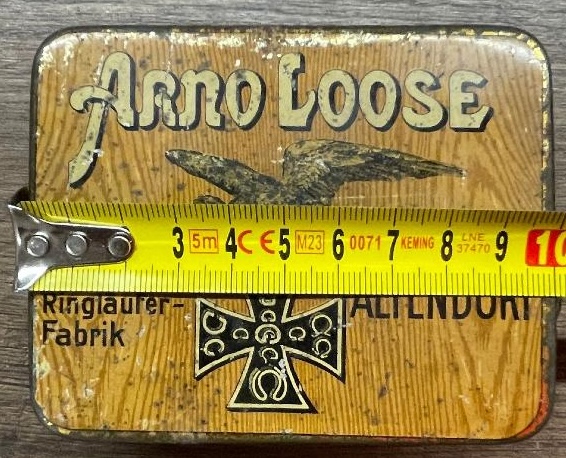 ARNO LOOSE
3 5m 4 CE 5 M23 6 0071 7 KEMING 8 LNE 37470 9 10
Ringläufer- ALTENDORF
Fabrik